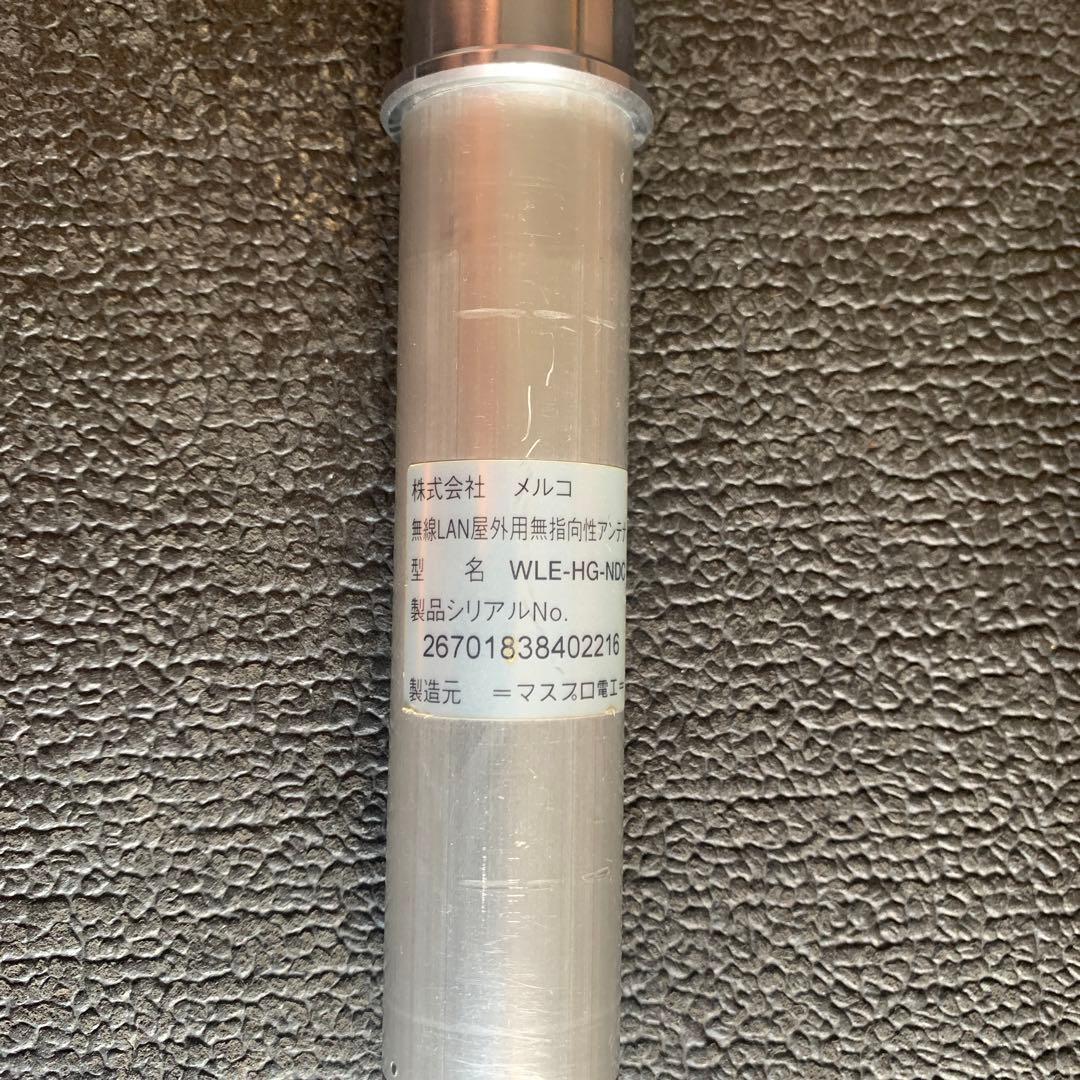 株式会社 メルコ
無線LAN屋外用無指向性アンテナ
型 名 WLE-HG-NDC
製品シリアルNo.
26701838402216
製造元 =マスプロ電工=